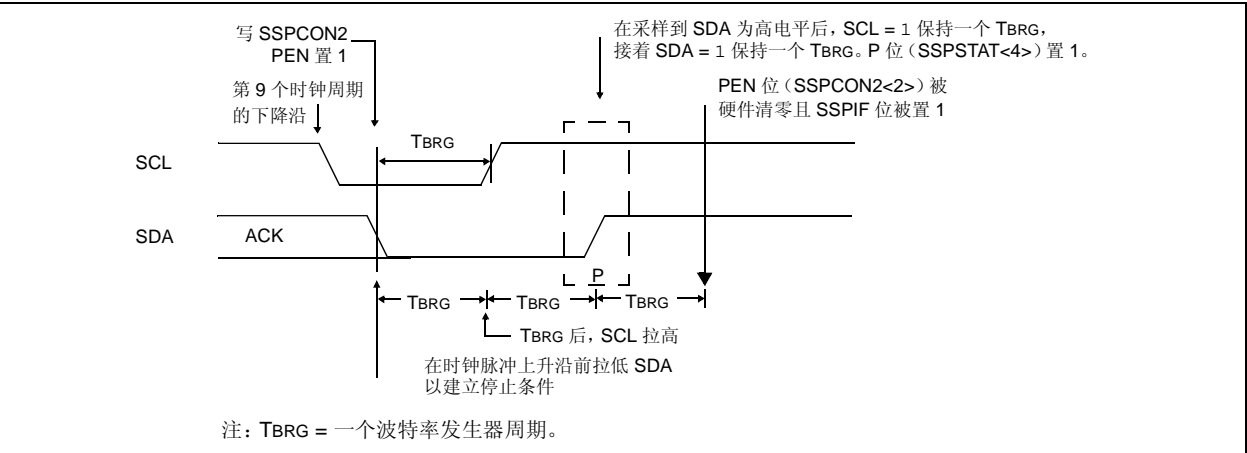 写 SSPCON2
PEN 置 1
在采样到 SDA 为高电平后，SCL = 1 保持一个 TBRG，
接着 SDA = 1 保持一个 TBRG。P 位（SSPSTAT<4>）置 1。
第 9 个时钟周期
的下降沿
PEN 位（SSPCON2<2>）被
硬件清零且 SSPIF 位被置 1
TBRG
SCL
SDA
ACK
P
TBRG
TBRG
TBRG
TBRG 后，SCL 拉高
在时钟脉冲上升沿前拉低 SDA
以建立停止条件
注：TBRG = 一个波特率发生器周期。